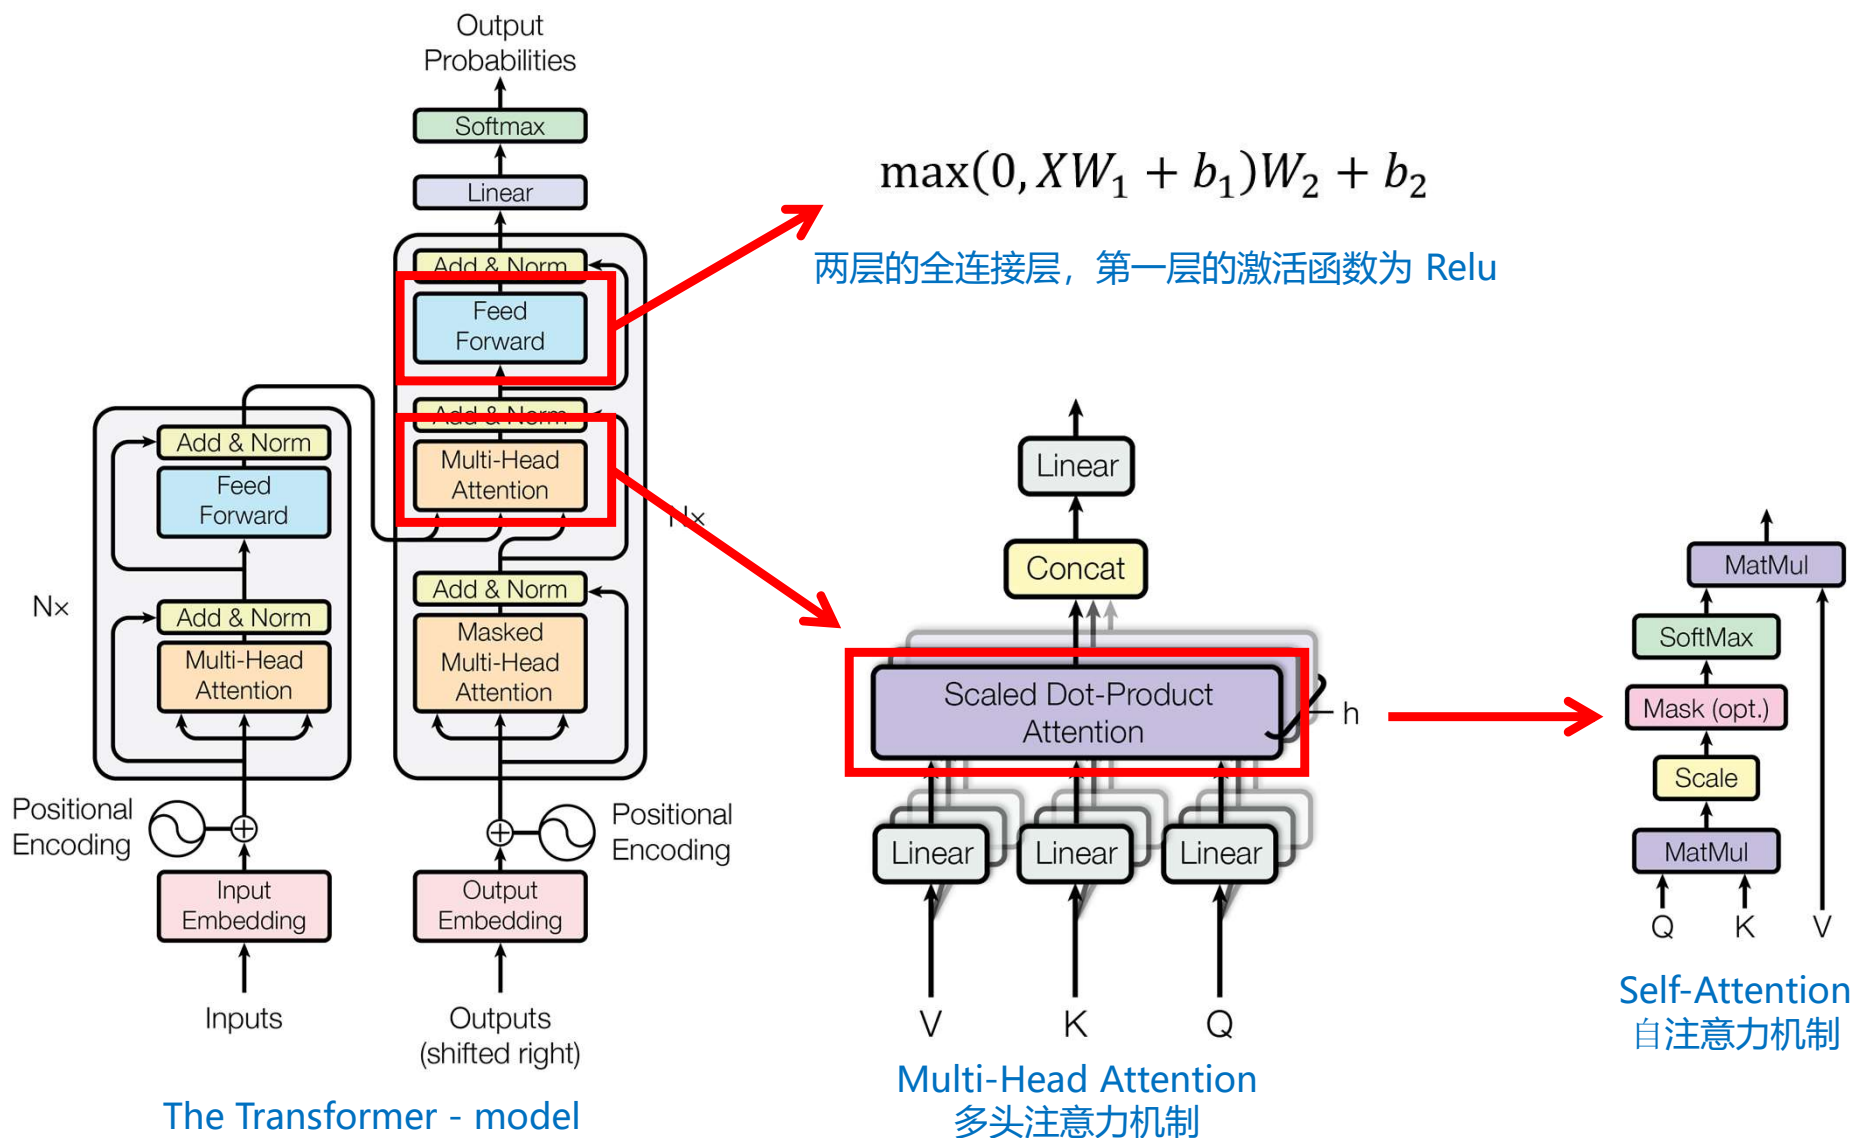 Output
Probabilities
Softmax
Linear
Add & Norm
Feed
Forward
Add & Norm
Multi-Head
Attention
Nx
Add & Norm
Masked
Multi-Head
Attention
Positional
Encoding
Output
Embedding
Outputs
(shifted right)
Add & Norm
Feed
Forward
N×
Add & Norm
Multi-Head
Attention
Positional
Encoding
Input
Embedding
Inputs
The Transformer - model
max(0, XW₁ + b₁)W₂ + b₂
两层的全连接层，第一层的激活函数为 Relu
Linear
Concat
Scaled Dot-Product
Attention
h
Linear
Linear
Linear
V
K
Q
Multi-Head Attention
多头注意力机制
MatMul
SoftMax
Mask (opt.)
Scale
MatMul
Q
K
V
Self-Attention
自注意力机制